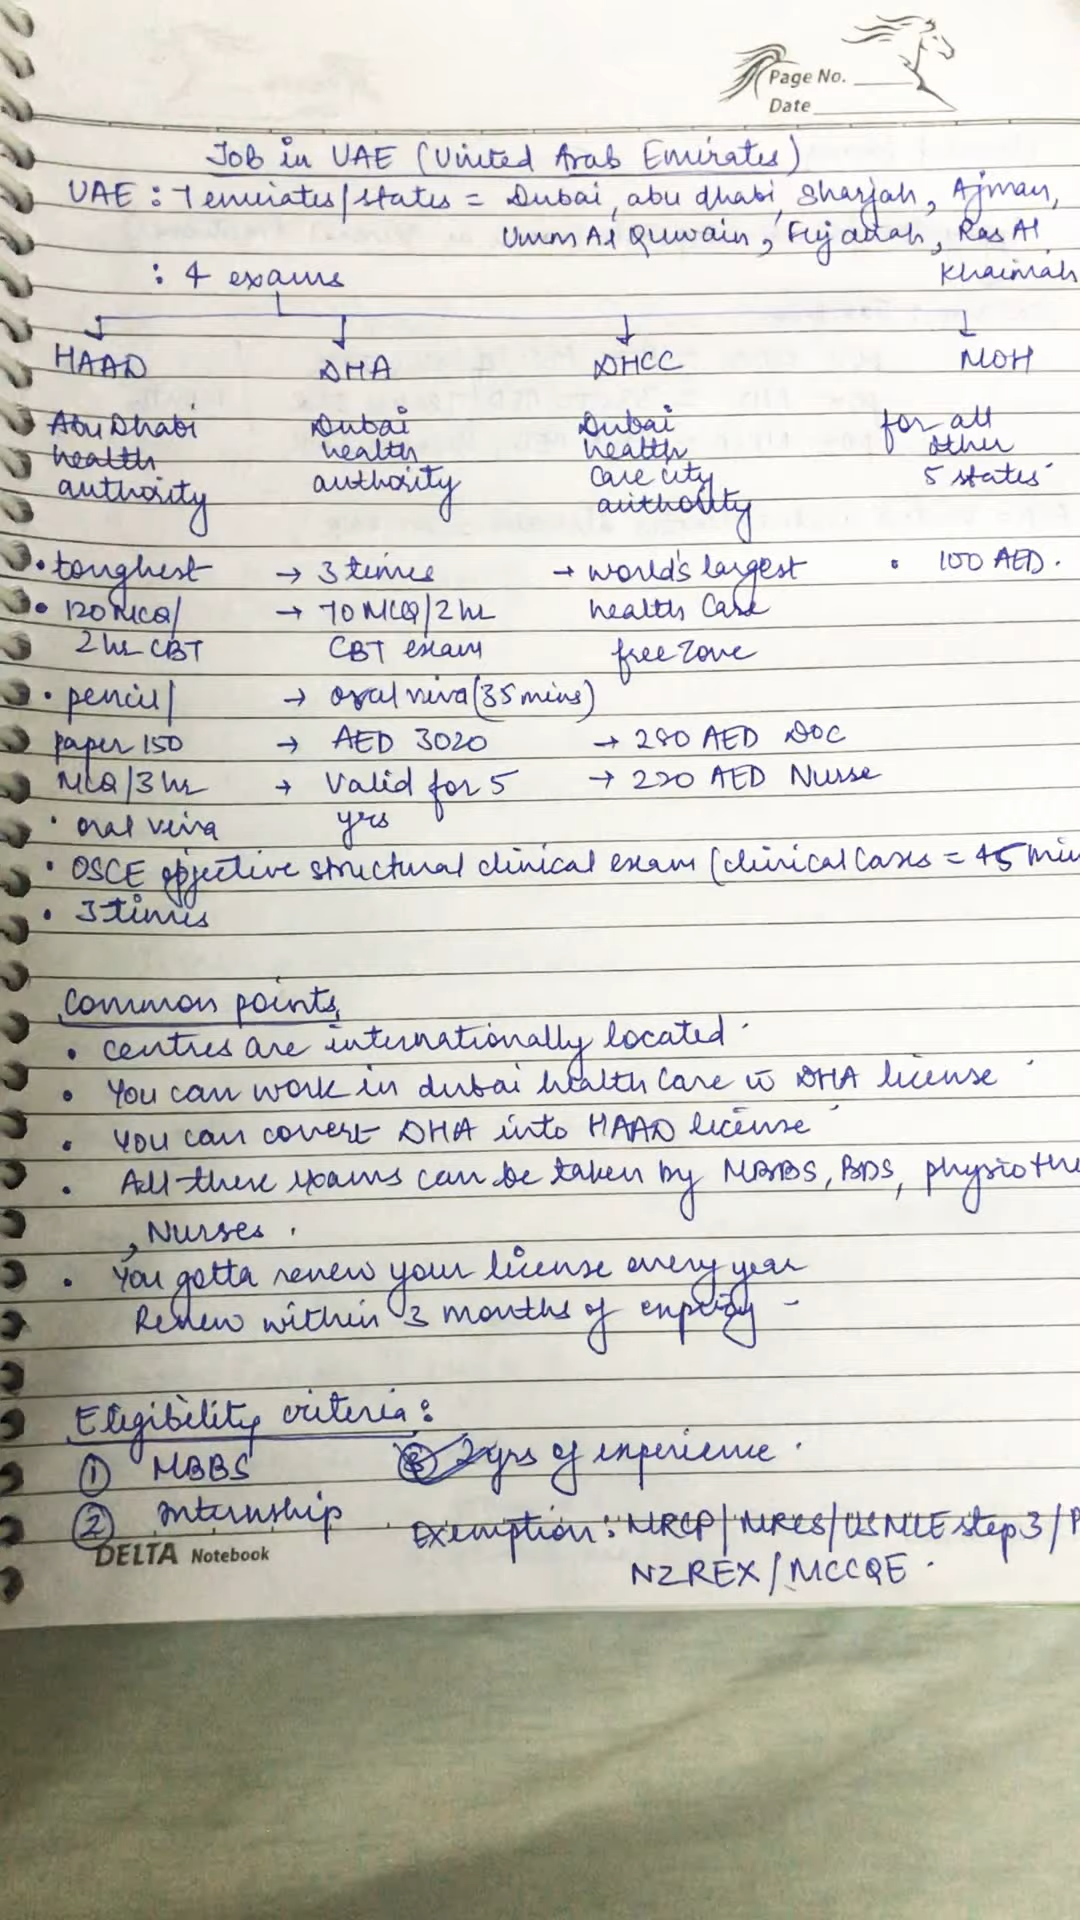 Page No.
Date
Job in UAE (United Arab Emirates)
UAE : 7 emirates/states = Dubai, abu dhabi, Sharjah, Ajman,
Umm Al Quwain, Fujairah, Ras Al
: 4 exams Khaimah
HAAD DHA DHCC MOH
Abu Dhabi Dubai Dubai for all
health health health other
authority authority Care city 5 states
authority
• toughest → 3 times → world's largest • 100 AED.
• 120 MCQ/ → 70 MCQ/2 hr health Care
2 hr CBT CBT exam free Zone
• pencil/ → oral viva (35 mins)
paper 150 → AED 3020 → 280 AED DOC
MCQ/3 hr → Valid for 5 → 220 AED Nurse
• oral viva yrs
• OSCE objective structural clinical exam (clinical Cases = 45 min
• 3 times
Common points
• centres are internationally located.
• You can work in dubai health Care w DHA license
• You can covert DHA into HAAD license
• All these exams can be taken by MBBS, BDS, physiothe
, Nurses.
• You gotta renew your license every year
Renew within 3 months of
Eligibility criteria :
① MBBS 2 yrs of experience.
② Internship Exemption : MRCP/MRCS/USMLE step 3/P
NZREX/MCCQE.
DELTA Notebook